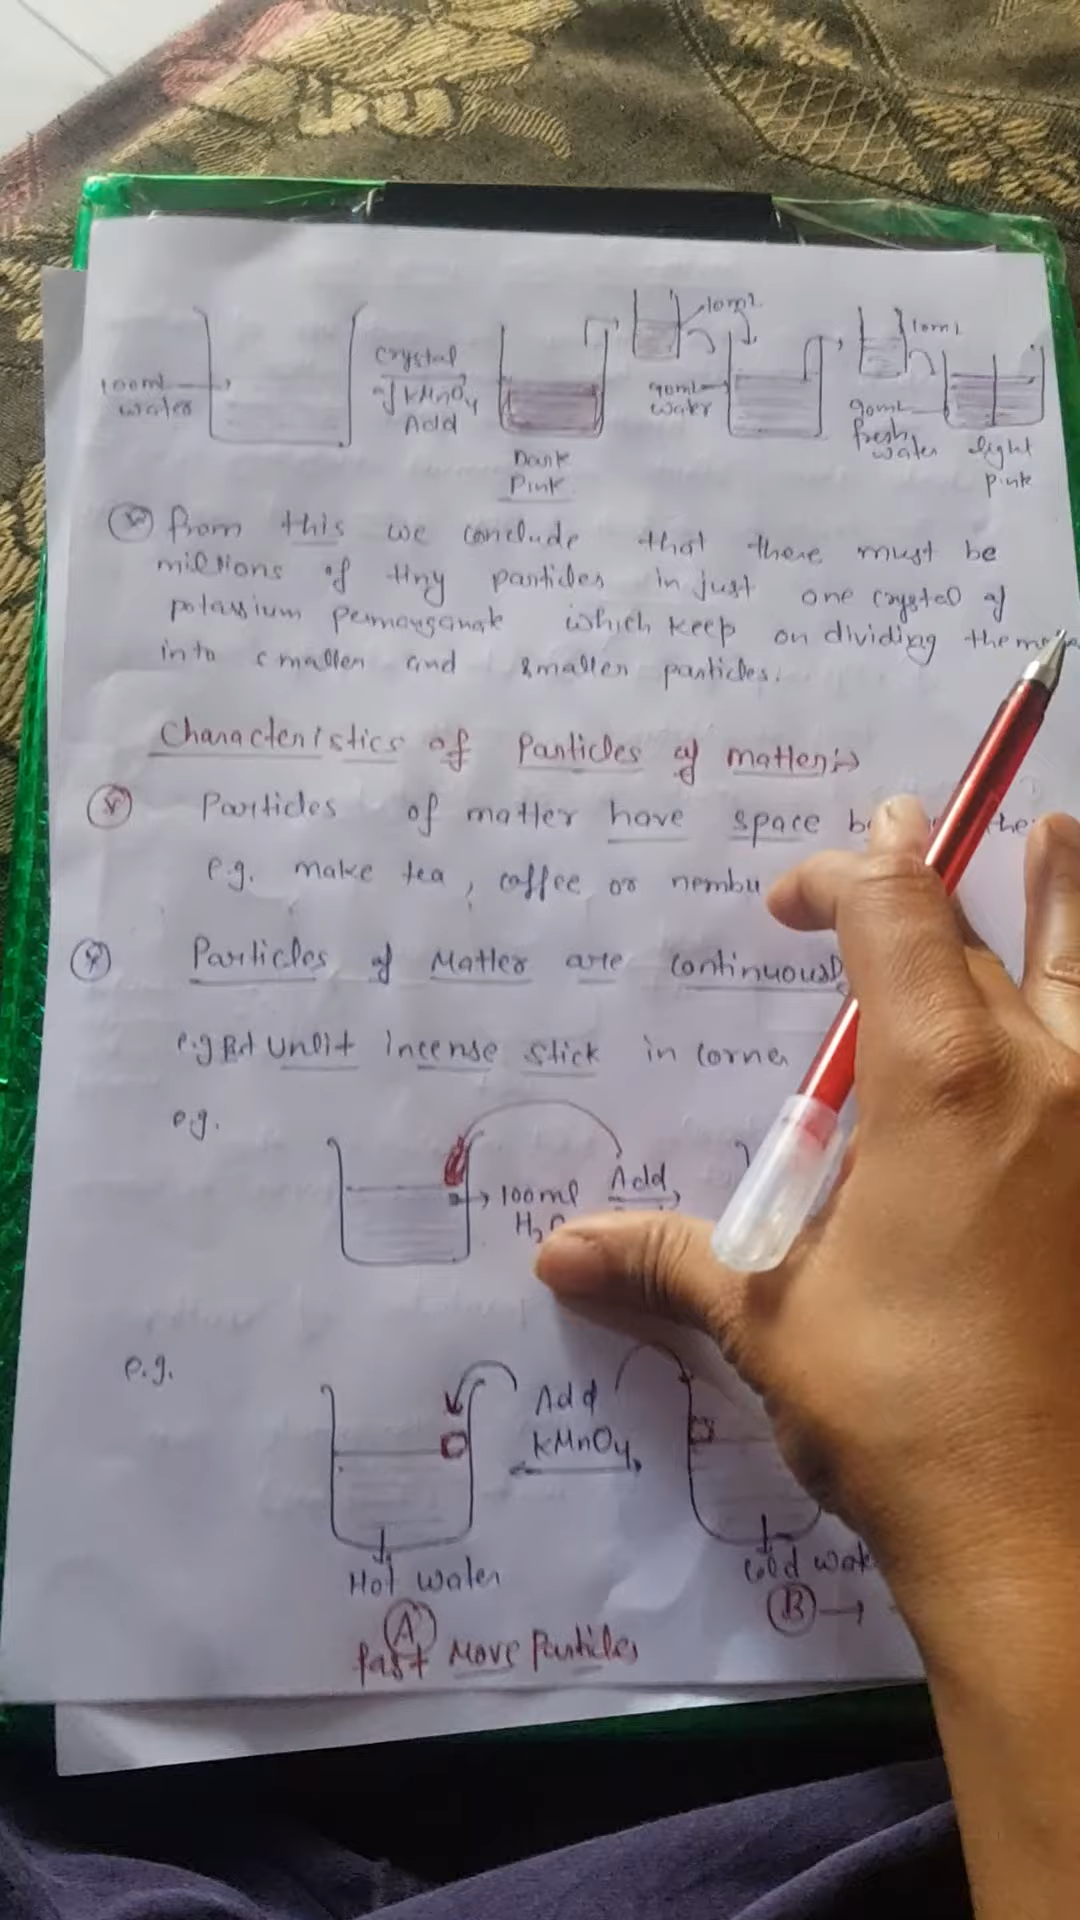 100ml water
Crystal of KMnO4 Add
Dark Pink
10ml
90ml water
10ml
90ml fresh water
light pink
from this we conclude that there must be
millions of tiny particles in just one crystal of
potassium permanganate which keep on dividing
into smaller and smaller particles.
Characteristics of Particles of matter:→
Particles of matter have space
e.g. make tea, coffee or
Particles of Matter are continuously
e.g. unlit incense stick in corner
e.g.
→ 100ml H2O
Add
e.g.
Add
KMnO4
Hot water
Cold
(A)
(B) →
fast Move Particles